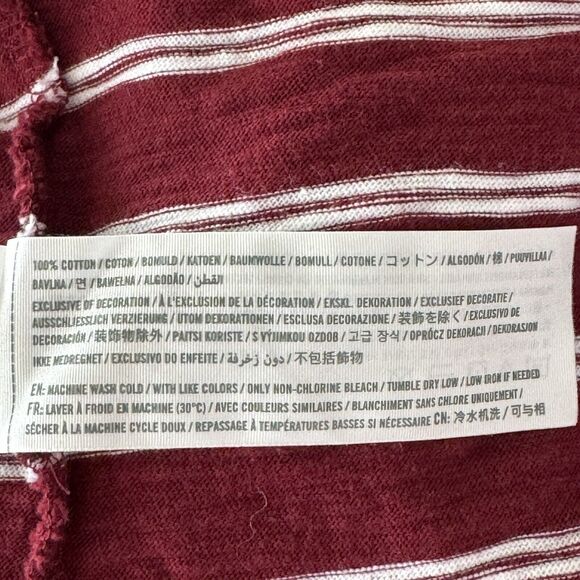 100% COTTON / COTON / BOMULD / KATOEN / BAUMWOLLE / BOMULL / COTONE / コットン / ALGODÓN / 棉 / PUUVILLAA /
BAVLNA / 면 / BAWEŁNA / ALGODÃO / القطن
EXCLUSIVE OF DECORATION / À L'EXCLUSION DE LA DÉCORATION / EKSKL. DEKORATION / EXCLUSIEF DECORATIE /
AUSSCHLIESSLICH VERZIERUNG / UTOM DEKORATIONEN / ESCLUSA DECORAZIONE / 装飾を除く / EXCLUSIVO DE
DECORACIÓN / 装飾物除外 / PAITSI KORISTE / S VÝJIMKOU OZDOB / 고급 장식 / OPRÓCZ DEKORACJI / DEKORASJON
IKKE MEDREGNET / EXCLUSIVO DO ENFEITE / دون زخرفة / 不包括飾物
EN: MACHINE WASH COLD / WITH LIKE COLORS / ONLY NON-CHLORINE BLEACH / TUMBLE DRY LOW / LOW IRON IF NEEDED
FR: LAVER À FROID EN MACHINE (30°C) / AVEC COULEURS SIMILAIRES / BLANCHIMENT SANS CHLORE UNIQUEMENT /
SÉCHER À LA MACHINE CYCLE DOUX / REPASSAGE À TEMPÉRATURES BASSES SI NÉCESSAIRE CN: 冷水机洗 / 可与相